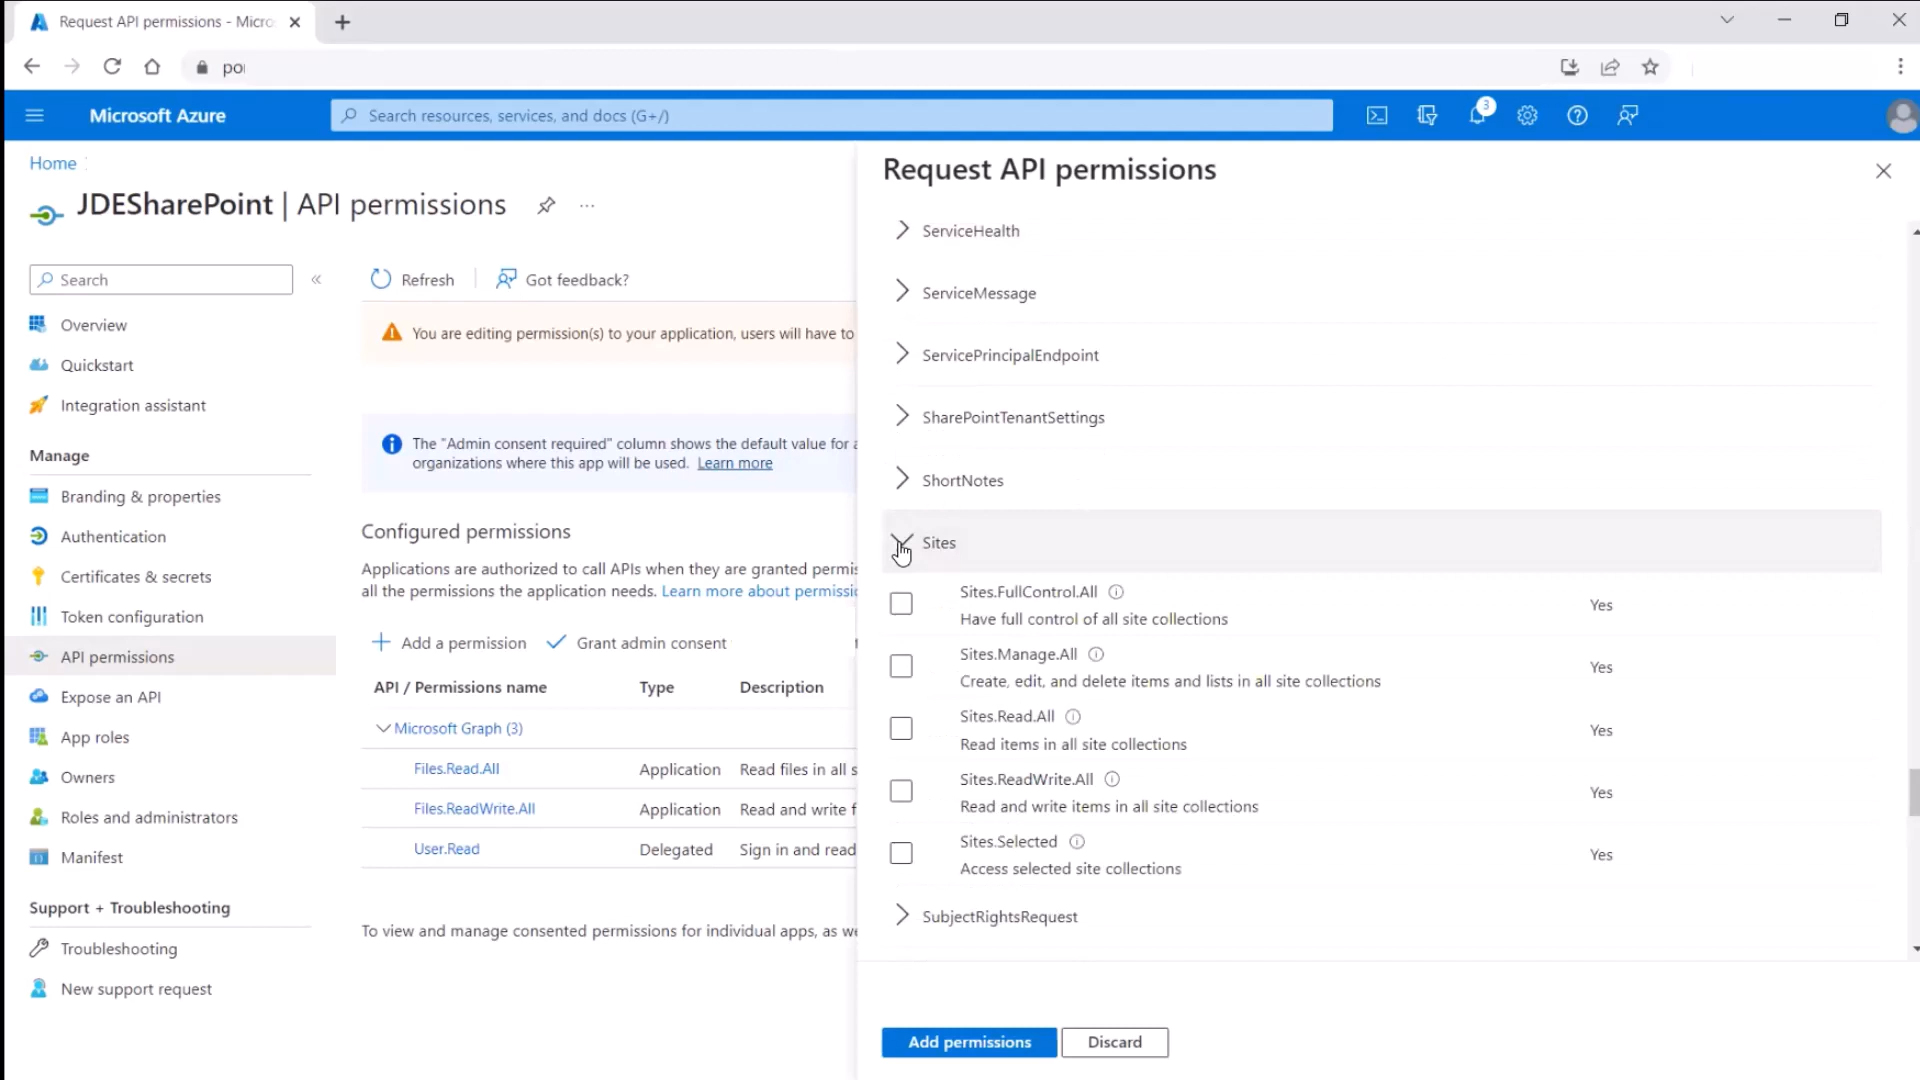 Request API permissions - Micro
po
Microsoft Azure
Search resources, services, and docs (G+/)
3
Home
JDESharePoint | API permissions
...
Search
«
Refresh
Got feedback?
Overview
Quickstart
Integration assistant
Manage
Branding & properties
Authentication
Certificates & secrets
Token configuration
API permissions
Expose an API
App roles
Owners
Roles and administrators
Manifest
Support + Troubleshooting
Troubleshooting
New support request
You are editing permission(s) to your application, users will have to
The "Admin consent required" column shows the default value for a
organizations where this app will be used. Learn more
Configured permissions
Applications are authorized to call APIs when they are granted permis
all the permissions the application needs. Learn more about permissio
Add a permission
Grant admin consent
API / Permissions name Type Description
Microsoft Graph (3)
Files.Read.All Application Read files in all s
Files.ReadWrite.All Application Read and write f
User.Read Delegated Sign in and read
To view and manage consented permissions for individual apps, as we
Request API permissions
ServiceHealth
ServiceMessage
ServicePrincipalEndpoint
SharePointTenantSettings
ShortNotes
Sites
Sites.FullControl.All
Have full control of all site collections
Yes
Sites.Manage.All
Create, edit, and delete items and lists in all site collections
Yes
Sites.Read.All
Read items in all site collections
Yes
Sites.ReadWrite.All
Read and write items in all site collections
Yes
Sites.Selected
Access selected site collections
Yes
SubjectRightsRequest
Add permissions
Discard